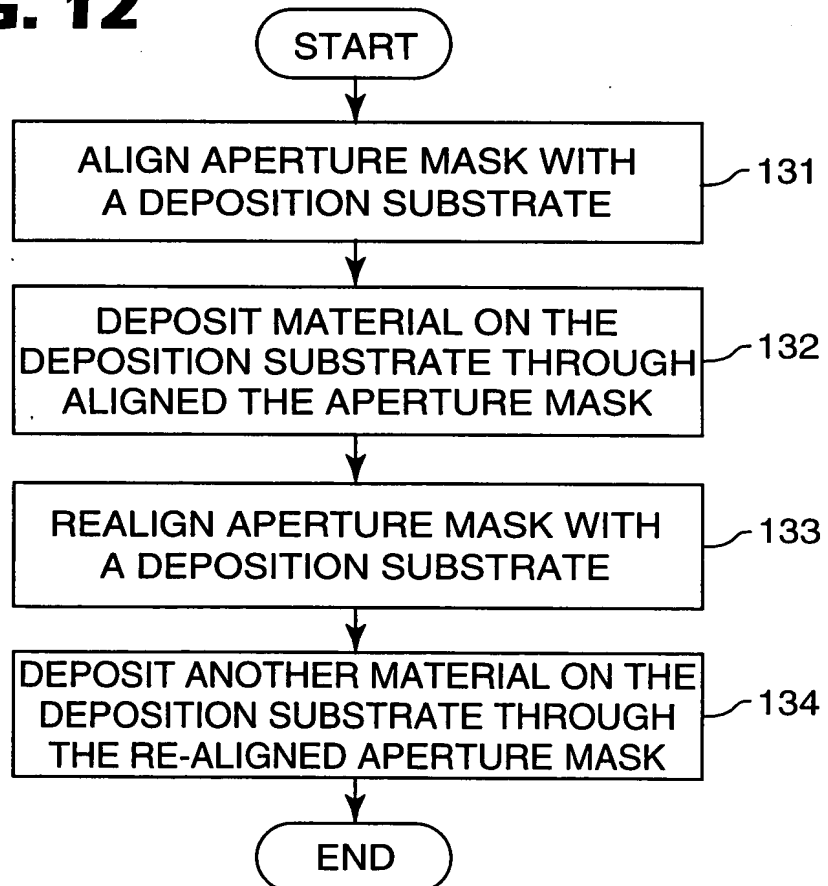 G. 12
START
ALIGN APERTURE MASK WITH
A DEPOSITION SUBSTRATE
131
DEPOSIT MATERIAL ON THE
DEPOSITION SUBSTRATE THROUGH
ALIGNED THE APERTURE MASK
132
REALIGN APERTURE MASK WITH
A DEPOSITION SUBSTRATE
133
DEPOSIT ANOTHER MATERIAL ON THE
DEPOSITION SUBSTRATE THROUGH
THE RE-ALIGNED APERTURE MASK
134
END